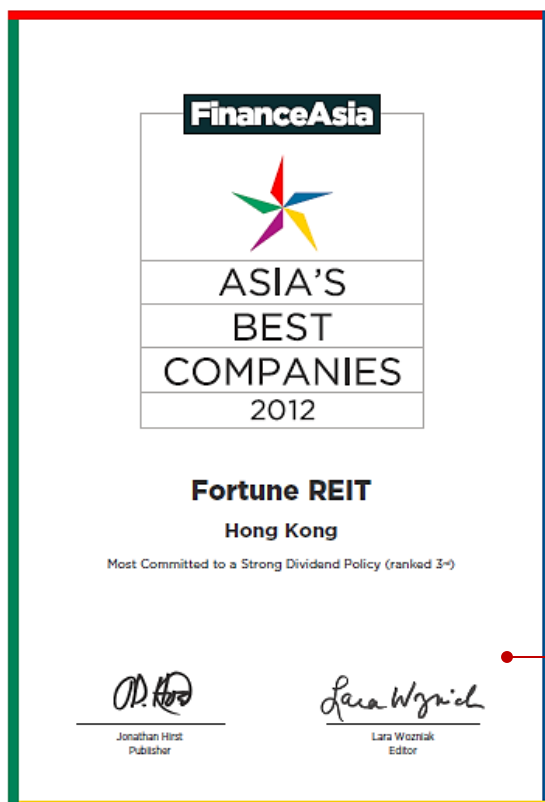 FinanceAsia
ASIA'S
BEST
COMPANIES
2012
Fortune REIT
Hong Kong
Most Committed to a Strong Dividend Policy (ranked 3rd)
Jonathan Hirst
Publisher
Lara Wozniak
Editor